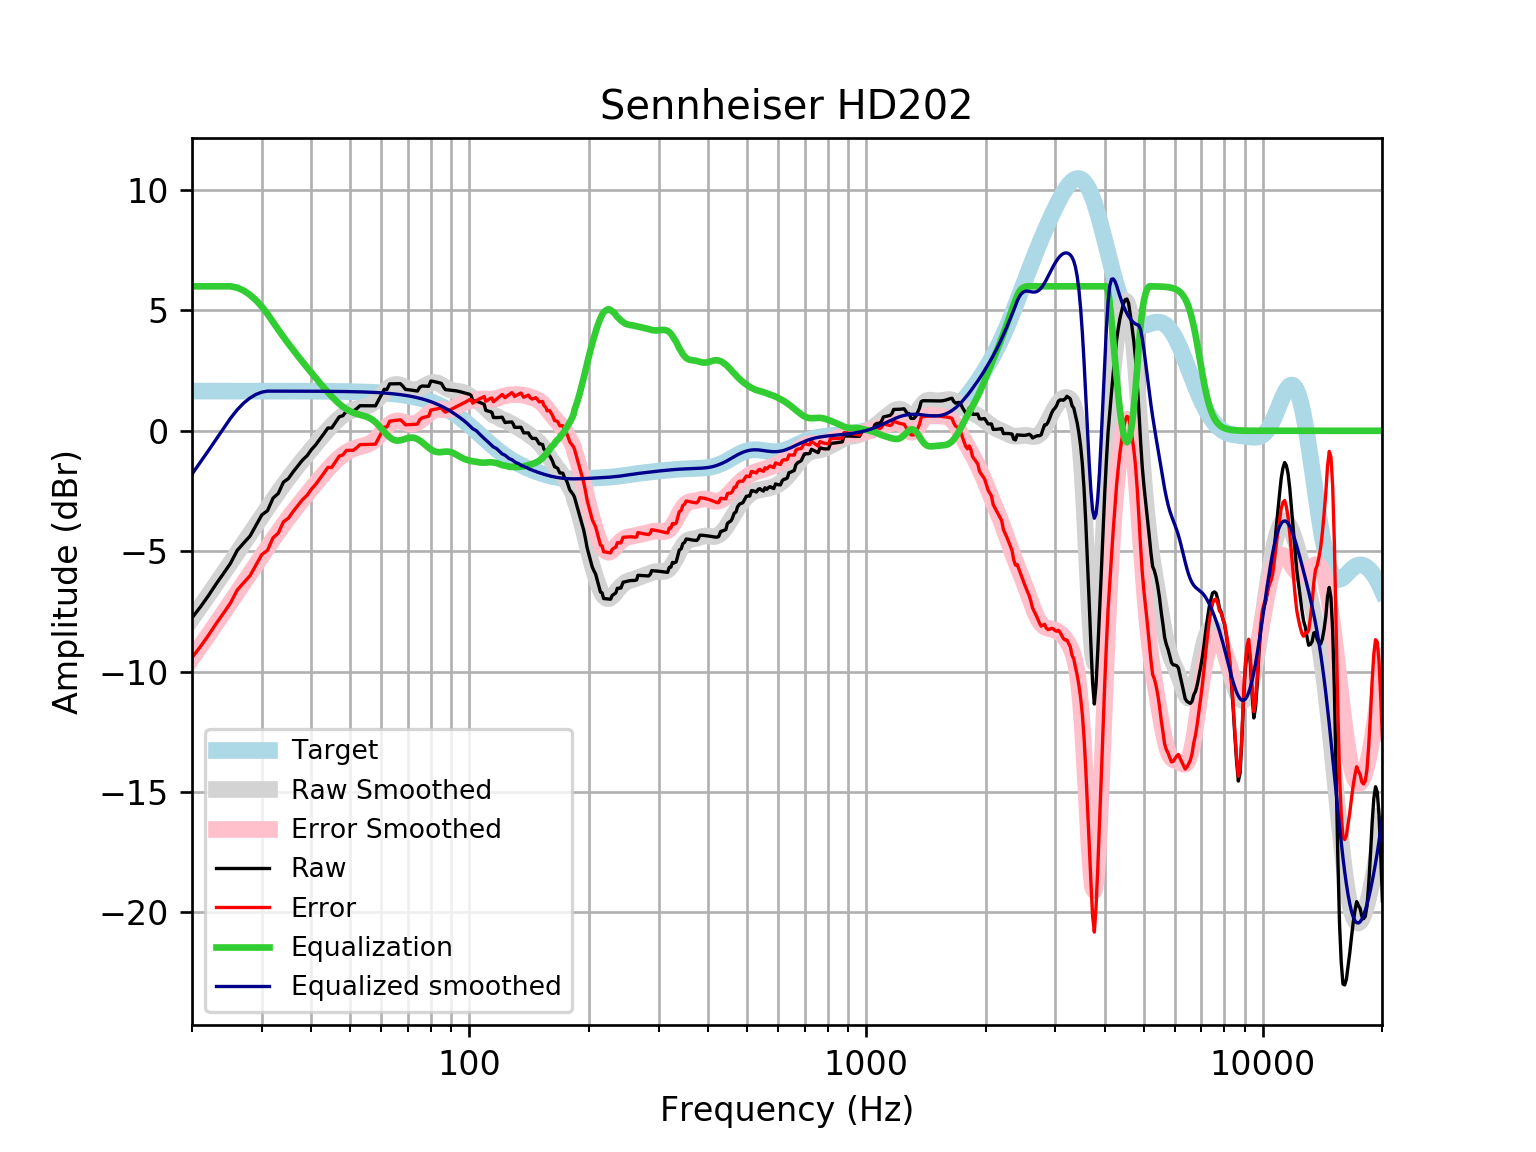 Sennheiser HD202
10
5
0
−5
−10
−15
−20
Amplitude (dBr)
Target
Raw Smoothed
Error Smoothed
Raw
Error
Equalization
Equalized smoothed
100
1000
10000
Frequency (Hz)